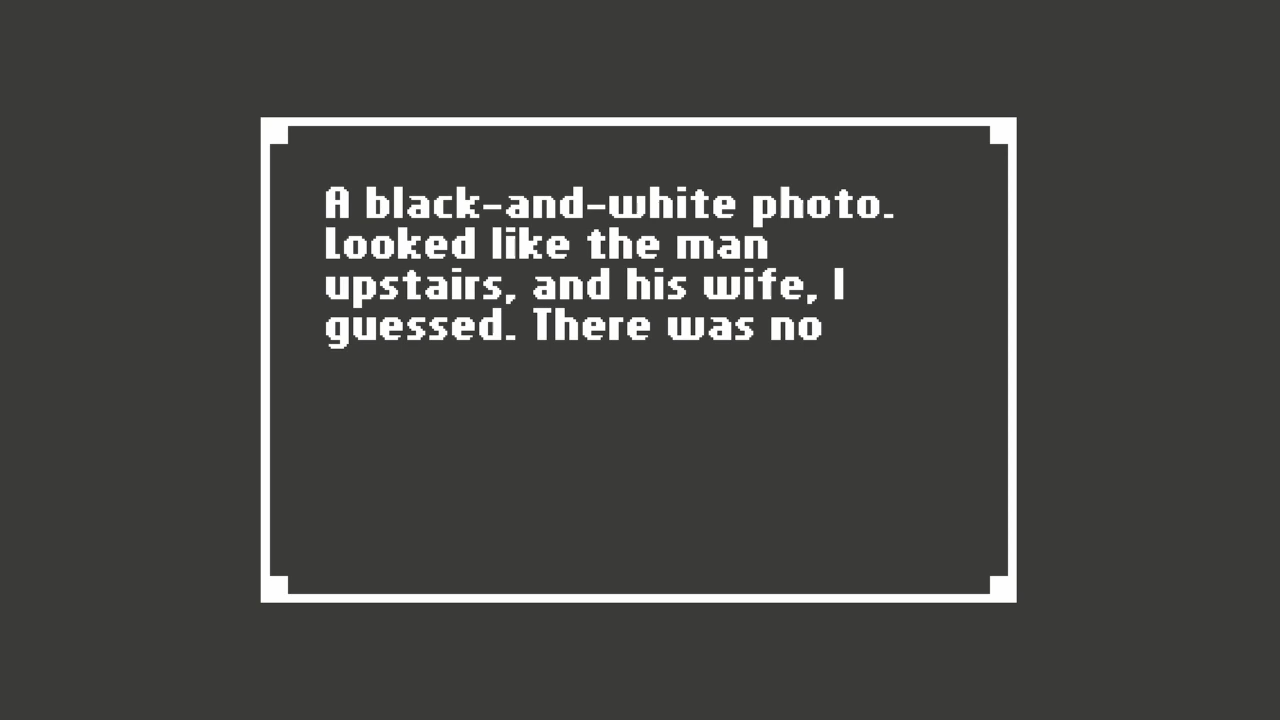 A black-and-white photo.
Looked like the man
upstairs, and his wife, I
guessed. There was no